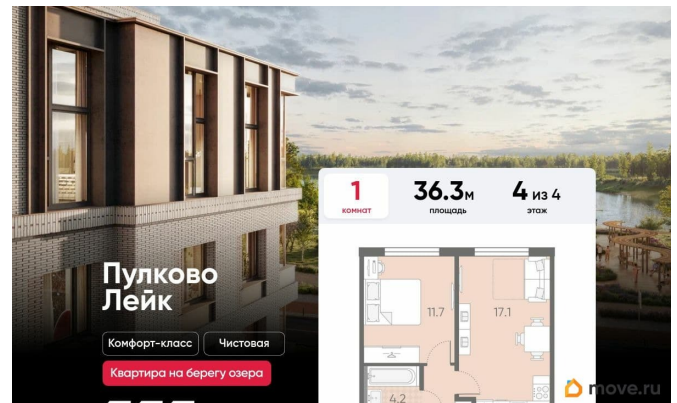 1
комнат
36.3м
площадь
4 из 4
этаж
Пулково
Лейк
11.7
17.1
Комфорт-класс
Чистовая
Квартира на берегу озера
4.2
move.ru